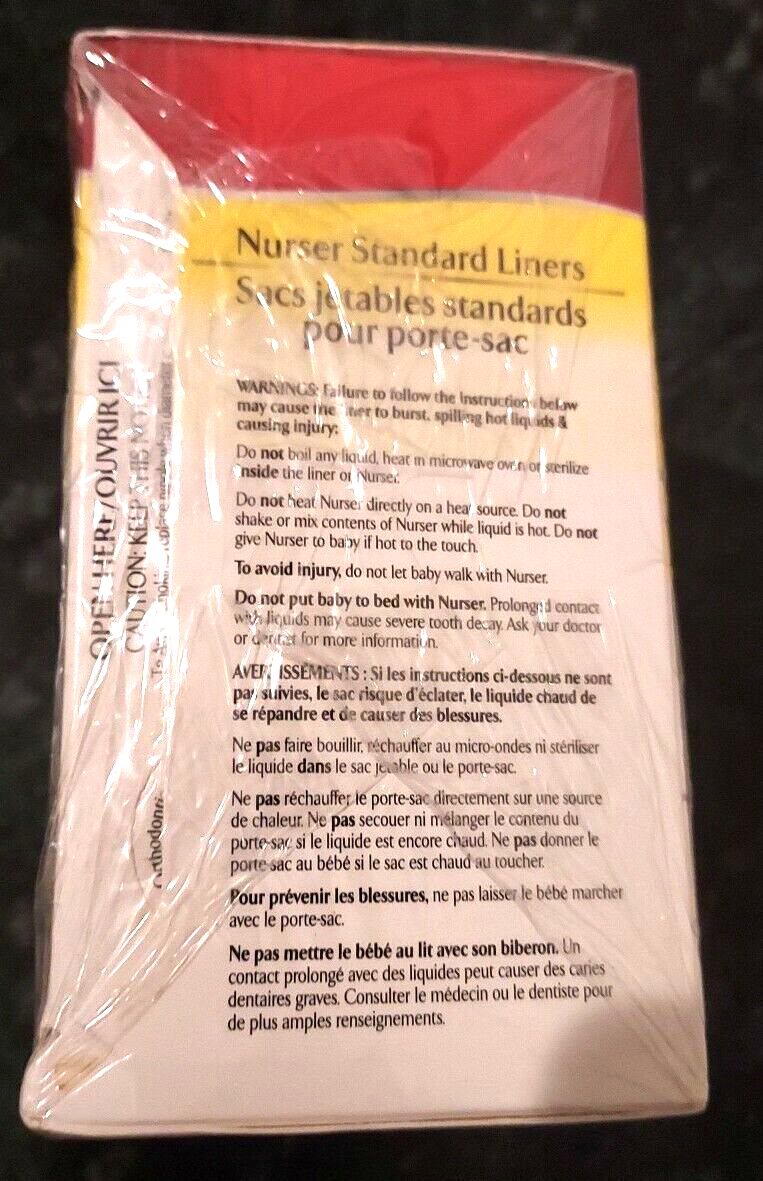 Nurser Standard Liners
Sacs jetables standards
pour porte-sac
WARNINGS: Failure to follow the instructions below
may cause the liner to burst, spilling hot liquids &
causing injury:
Do not boil any liquid, heat in microwave oven or sterilize
inside the liner or Nurser.
Do not heat Nurser directly on a heat source. Do not
shake or mix contents of Nurser while liquid is hot. Do not
give Nurser to baby if hot to the touch.
To avoid injury, do not let baby walk with Nurser.
Do not put baby to bed with Nurser. Prolonged contact
with liquids may cause severe tooth decay. Ask your doctor
or dentist for more information.
AVERTISSEMENTS : Si les instructions ci-dessous ne sont
pas suivies, le sac risque d'éclater, le liquide chaud de
se répandre et de causer des blessures.
Ne pas faire bouillir, réchauffer au micro-ondes ni stériliser
le liquide dans le sac jetable ou le porte-sac.
Ne pas réchauffer le porte-sac directement sur une source
de chaleur. Ne pas secouer ni mélanger le contenu du
porte-sac si le liquide est encore chaud. Ne pas donner le
porte-sac au bébé si le sac est chaud au toucher.
Pour prévenir les blessures, ne pas laisser le bébé marcher
avec le porte-sac.
Ne pas mettre le bébé au lit avec son biberon. Un
contact prolongé avec des liquides peut causer des caries
dentaires graves. Consulter le médecin ou le dentiste pour
de plus amples renseignements.
OPEN HERE/OUVRIR ICI
CAUTION: KEEP THIS